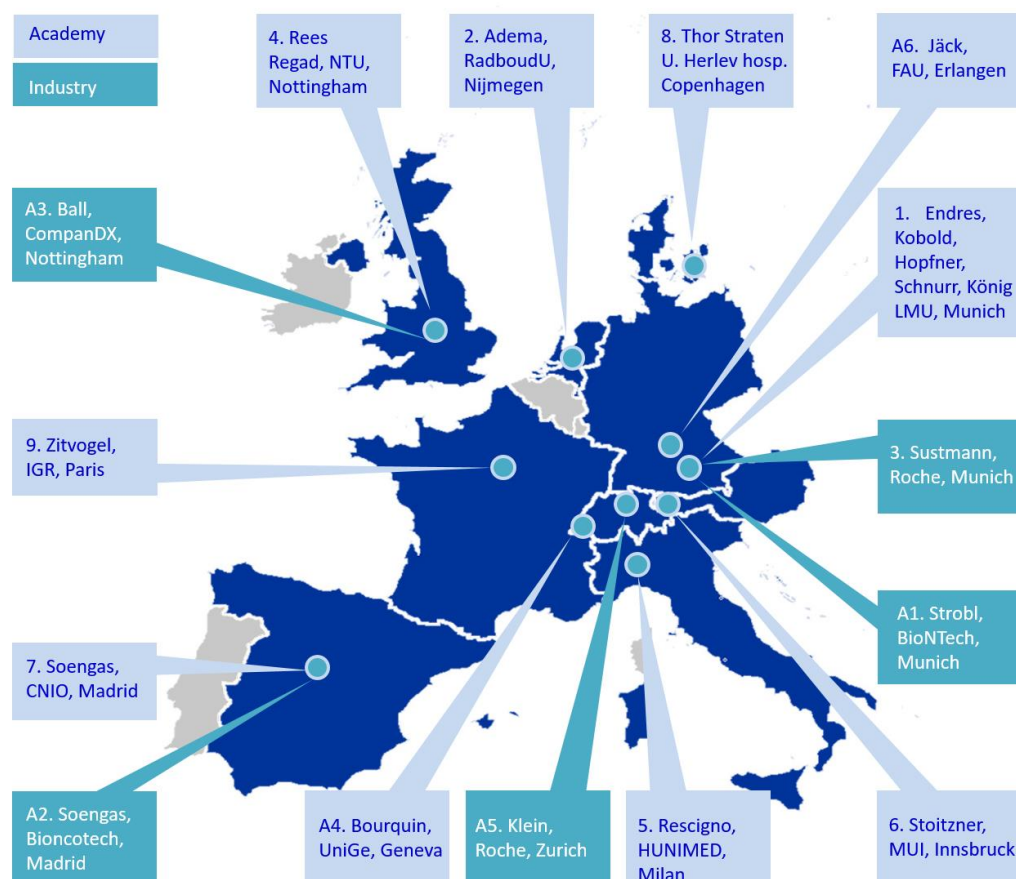 Academy
Industry
4. Rees
Regad, NTU,
Nottingham
2. Adema,
RadboudU,
Nijmegen
8. Thor Straten
U. Herlev hosp.
Copenhagen
A6. Jäck,
FAU, Erlangen
A3. Ball,
CompanDX,
Nottingham
1. Endres,
Kobold,
Hopfner,
Schnurr, König
LMU, Munich
9. Zitvogel,
IGR, Paris
3. Sustmann,
Roche, Munich
A1. Strobl,
BioNTech,
Munich
7. Soengas,
CNIO, Madrid
A2. Soengas,
Bioncotech,
Madrid
A4. Bourquin,
UniGe, Geneva
A5. Klein,
Roche, Zurich
5. Rescigno,
HUNIMED,
Milan
6. Stoitzner,
MUI, Innsbruck